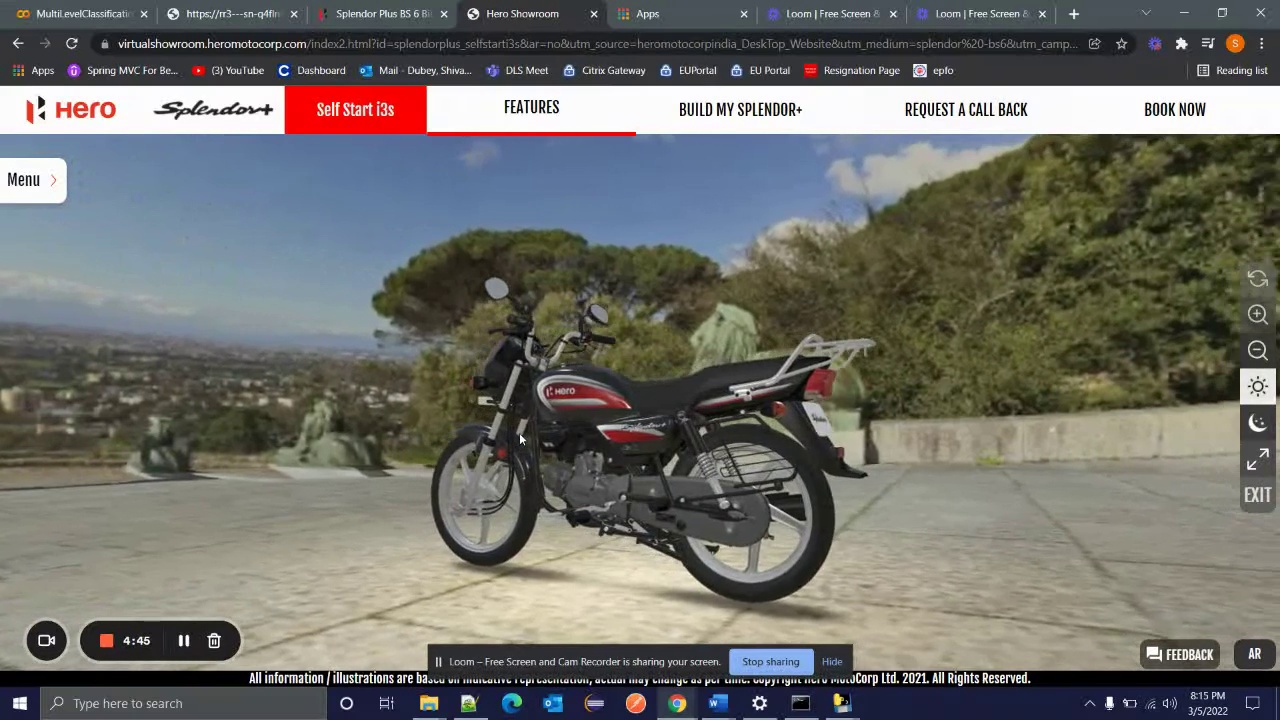 MultiLevelClassificatin
https://rr3---sn-q4fln
Splendor Plus BS 6 Bi
Hero Showroom
Apps
Loom | Free Screen &
Loom | Free Screen &
virtualshowroom.heromotocorp.com/index2.html?id=splendorplus_selfstarti3s&ar=no&utm_source=heromotocorpindia_DeskTop_Website&utm_medium=splendor%20-bs6&utm_camp...
Apps
Spring MVC For Be...
(3) YouTube
Dashboard
Mail - Dubey, Shiva...
DLS Meet
Citrix Gateway
EUPortal
EU Portal
Resignation Page
epfo
Reading list
Hero
Splendor+
Self Start i3s
FEATURES
BUILD MY SPLENDOR+
REQUEST A CALL BACK
BOOK NOW
Menu
Hero
Splendor+
EXIT
4:45
Loom – Free Screen and Cam Recorder is sharing your screen.
Stop sharing
Hide
FEEDBACK
AR
All information / illustrations are based on indicative representation, actual may change as per time. Copyright Hero MotoCorp Ltd. 2021. All Rights Reserved.
Type here to search
8:15 PM
3/5/2022